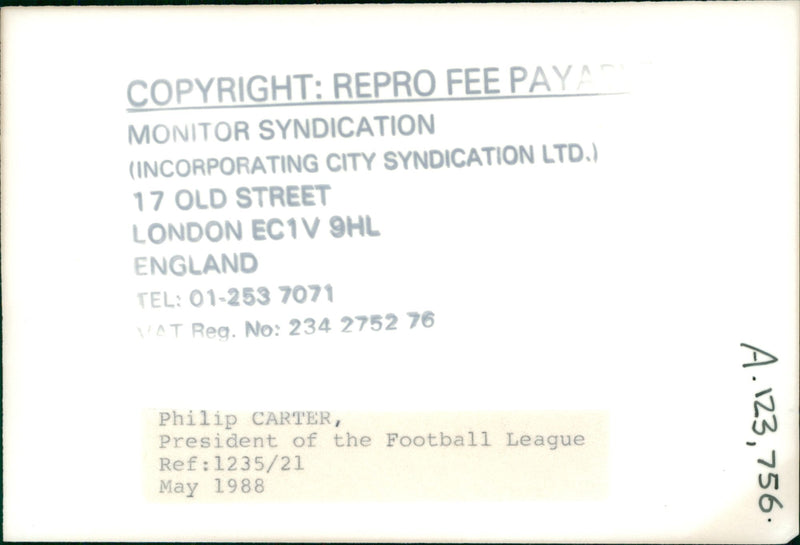 COPYRIGHT: REPRO FEE PAYABLE
MONITOR SYNDICATION
(INCORPORATING CITY SYNDICATION LTD.)
17 OLD STREET
LONDON EC1V 9HL
ENGLAND
TEL: 01-253 7071
VAT Reg. No: 234 2752 76
Philip CARTER,
President of the Football League
Ref:1235/21
May 1988
A.123,756.